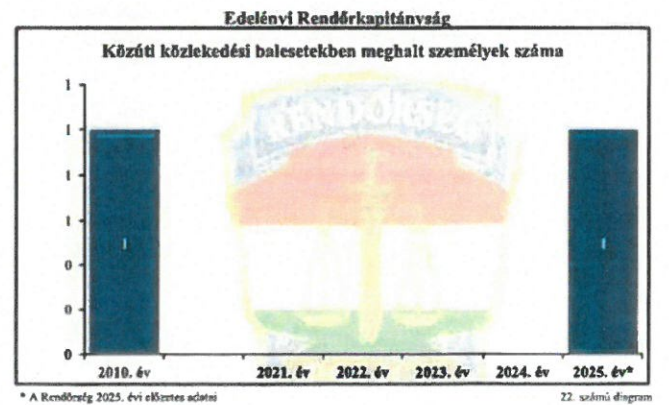 Edelényi Rendőrkapitányság
Közúti közlekedési balesetekben meghalt személyek száma
1
1
1
1
0
0
0
RENDŐRSÉG
1
1
2010. év 2021. év 2022. év 2023. év 2024. év 2025. év*
* A Rendőrség 2025. évi előzetes adatai
22. számú diagram